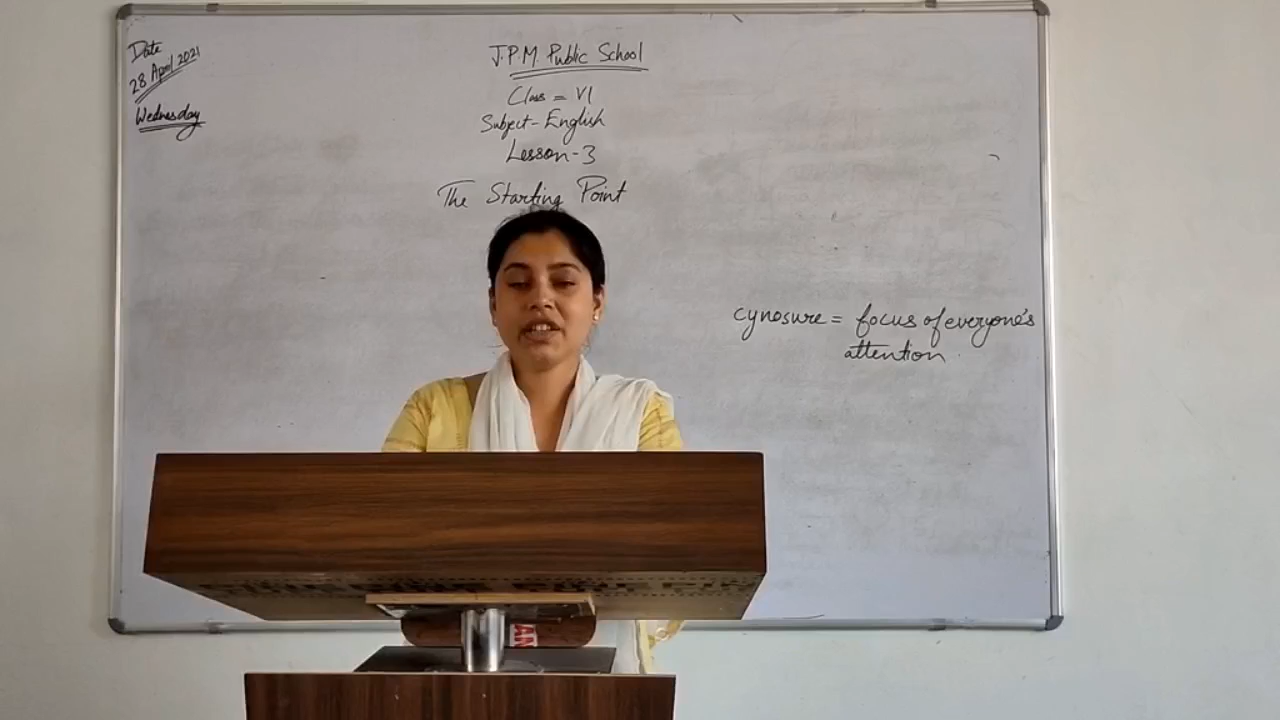 Date
28 April 2021
Wednesday
J.P.M. Public School
Class = VI
Subject - English
Lesson - 3
The Starting Point
cynosure = focus of everyone's
attention.